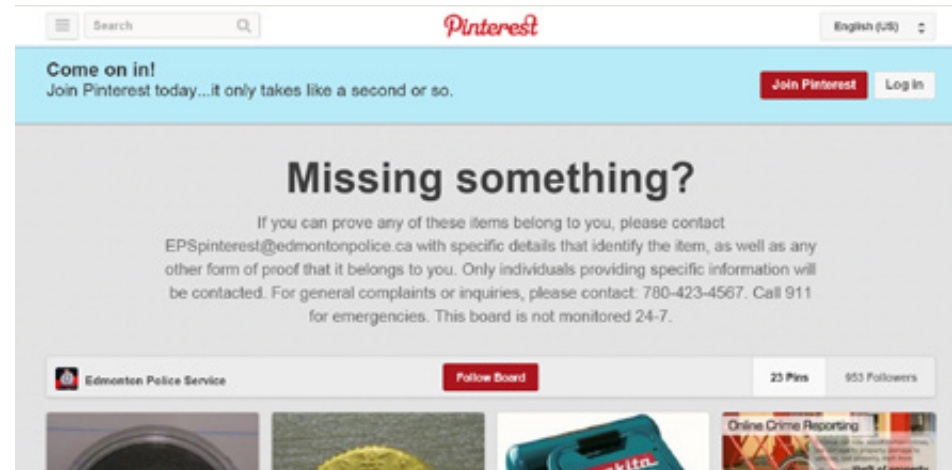 Search
Pinterest
English (US)
Come on in!
Join Pinterest today...it only takes like a second or so.
Join Pinterest
Log in
Missing something?
If you can prove any of these items belong to you, please contact
EPSpinterest@edmontonpolice.ca with specific details that identify the item, as well as any
other form of proof that it belongs to you. Only individuals providing specific information will
be contacted. For general complaints or inquiries, please contact: 780-423-4567. Call 911
for emergencies. This board is not monitored 24-7.
Edmonton Police Service
Follow Board
23 Pins
953 Followers
makita
Online Crime Reporting